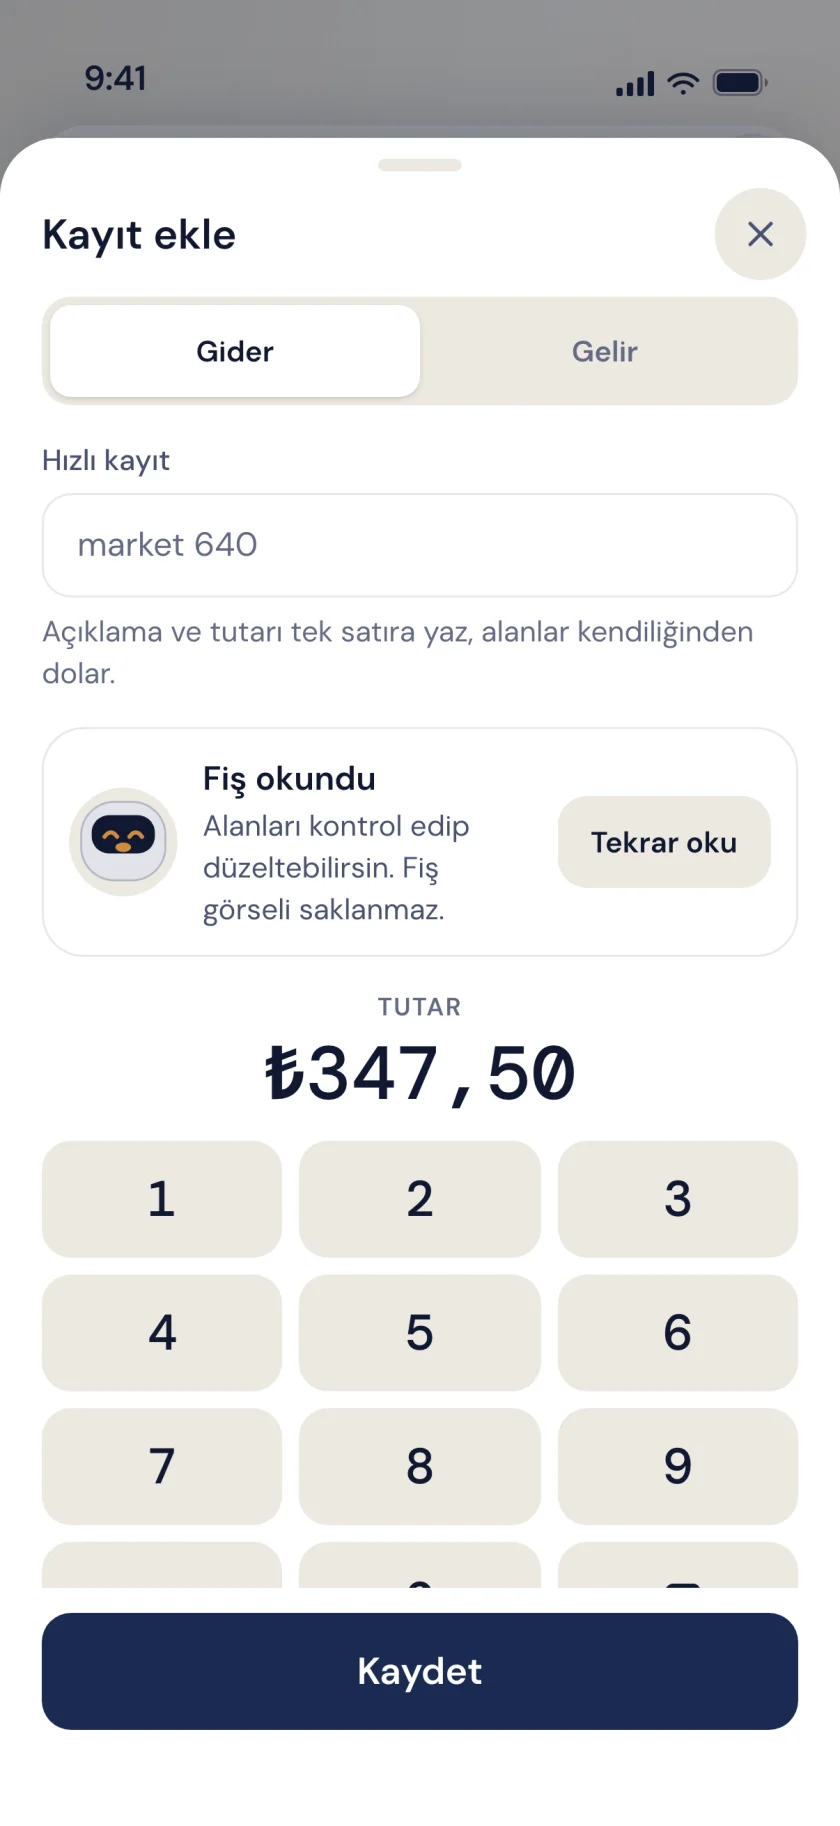 9:41
Kayıt ekle
Gider
Gelir
Hızlı kayıt
market 640
Açıklama ve tutarı tek satıra yaz, alanlar kendiliğinden
dolar.
Fiş okundu
Alanları kontrol edip
düzeltebilirsin. Fiş
görseli saklanmaz.
Tekrar oku
TUTAR
₺347,50
1
2
3
4
5
6
7
8
9
Kaydet